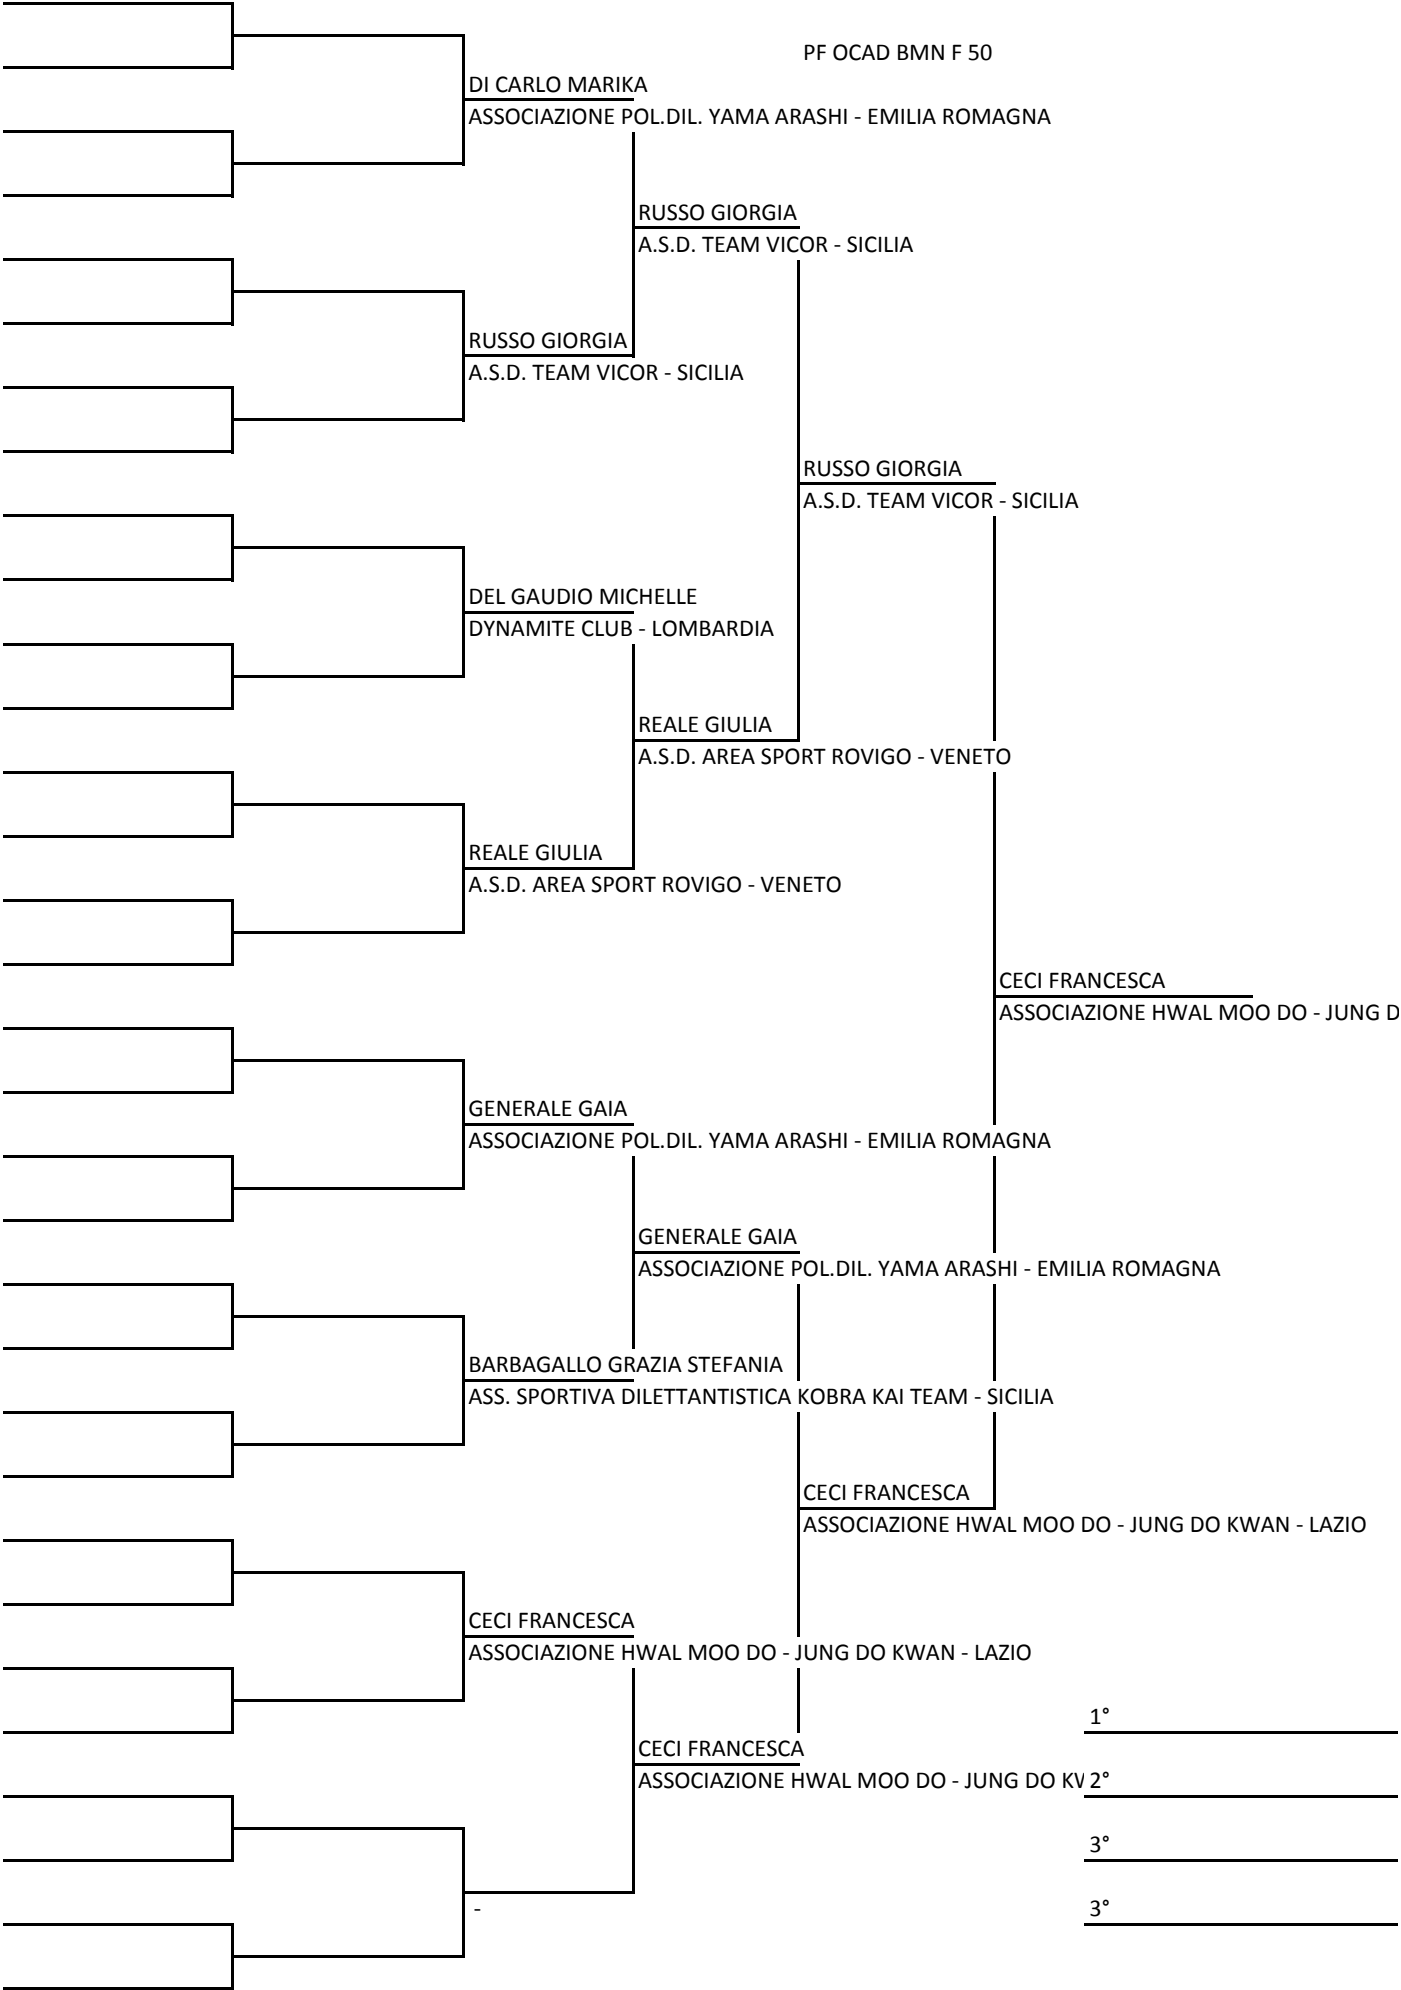 PF OCAD BMN F 50
DI CARLO MARIKA
ASSOCIAZIONE POL.DIL. YAMA ARASHI - EMILIA ROMAGNA
RUSSO GIORGIA
A.S.D. TEAM VICOR - SICILIA
RUSSO GIORGIA
A.S.D. TEAM VICOR - SICILIA
RUSSO GIORGIA
A.S.D. TEAM VICOR - SICILIA
DEL GAUDIO MICHELLE
DYNAMITE CLUB - LOMBARDIA
REALE GIULIA
A.S.D. AREA SPORT ROVIGO - VENETO
REALE GIULIA
A.S.D. AREA SPORT ROVIGO - VENETO
CECI FRANCESCA
ASSOCIAZIONE HWAL MOO DO - JUNG D
GENERALE GAIA
ASSOCIAZIONE POL.DIL. YAMA ARASHI - EMILIA ROMAGNA
GENERALE GAIA
ASSOCIAZIONE POL.DIL. YAMA ARASHI - EMILIA ROMAGNA
BARBAGALLO GRAZIA STEFANIA
ASS. SPORTIVA DILETTANTISTICA KOBRA KAI TEAM - SICILIA
CECI FRANCESCA
ASSOCIAZIONE HWAL MOO DO - JUNG DO KWAN - LAZIO
CECI FRANCESCA
ASSOCIAZIONE HWAL MOO DO - JUNG DO KWAN - LAZIO
1°
CECI FRANCESCA
ASSOCIAZIONE HWAL MOO DO - JUNG DO KV
2°
3°
-
3°